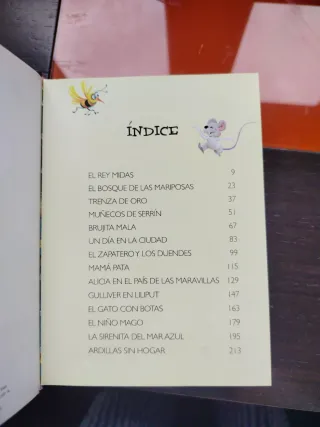 ÍNDICE
EL REY MIDAS 9
EL BOSQUE DE LAS MARIPOSAS 23
TRENZA DE ORO 37
MUÑECOS DE SERRÍN 51
BRUJITA MALA 67
UN DÍA EN LA CIUDAD 83
EL ZAPATERO Y LOS DUENDES 99
MAMÁ PATA 115
ALICIA EN EL PAÍS DE LAS MARAVILLAS 129
GULLIVER EN LILIPUT 147
EL GATO CON BOTAS 163
EL NIÑO MAGO 179
LA SIRENITA DEL MAR AZUL 195
ARDILLAS SIN HOGAR 213